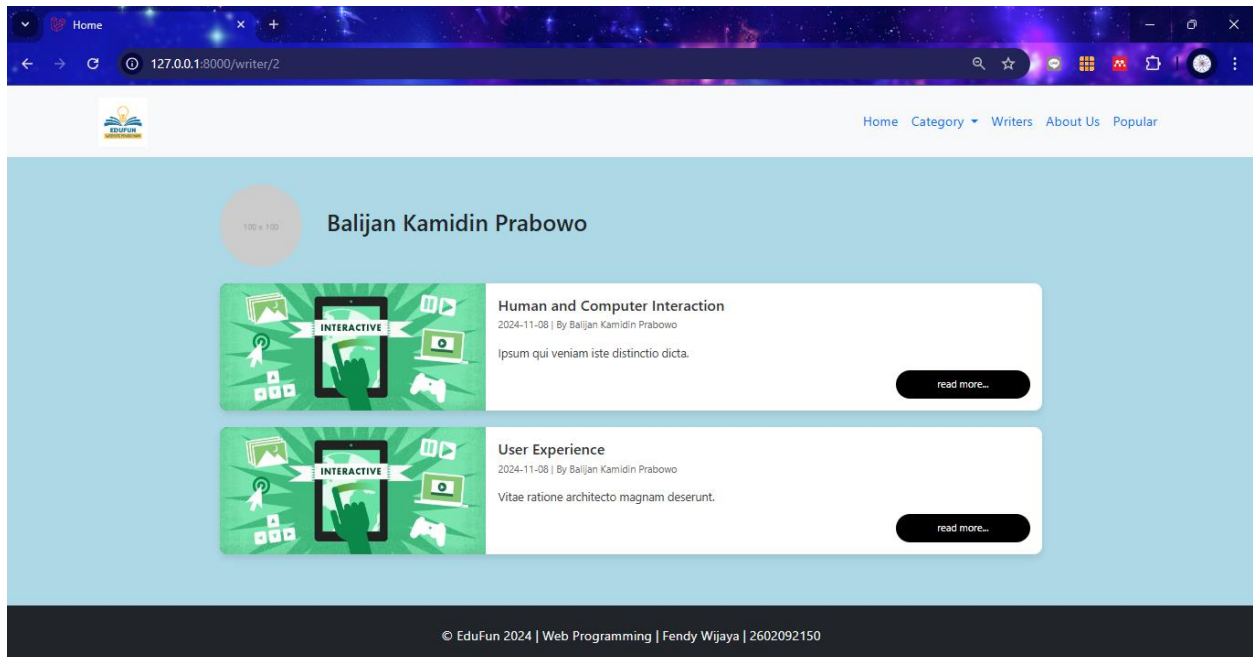 Home
127.0.0.1:8000/writer/2
EDUFUN
Home Category Writers About Us Popular
100 x 100
Balijan Kamidin Prabowo
INTERACTIVE
Human and Computer Interaction
2024-11-08 | By Balijan Kamidin Prabowo
Ipsum qui veniam iste distinctio dicta.
read more...
INTERACTIVE
User Experience
2024-11-08 | By Balijan Kamidin Prabowo
Vitae ratione architecto magnam deserunt.
read more...
© EduFun 2024 | Web Programming | Fendy Wijaya | 2602092150